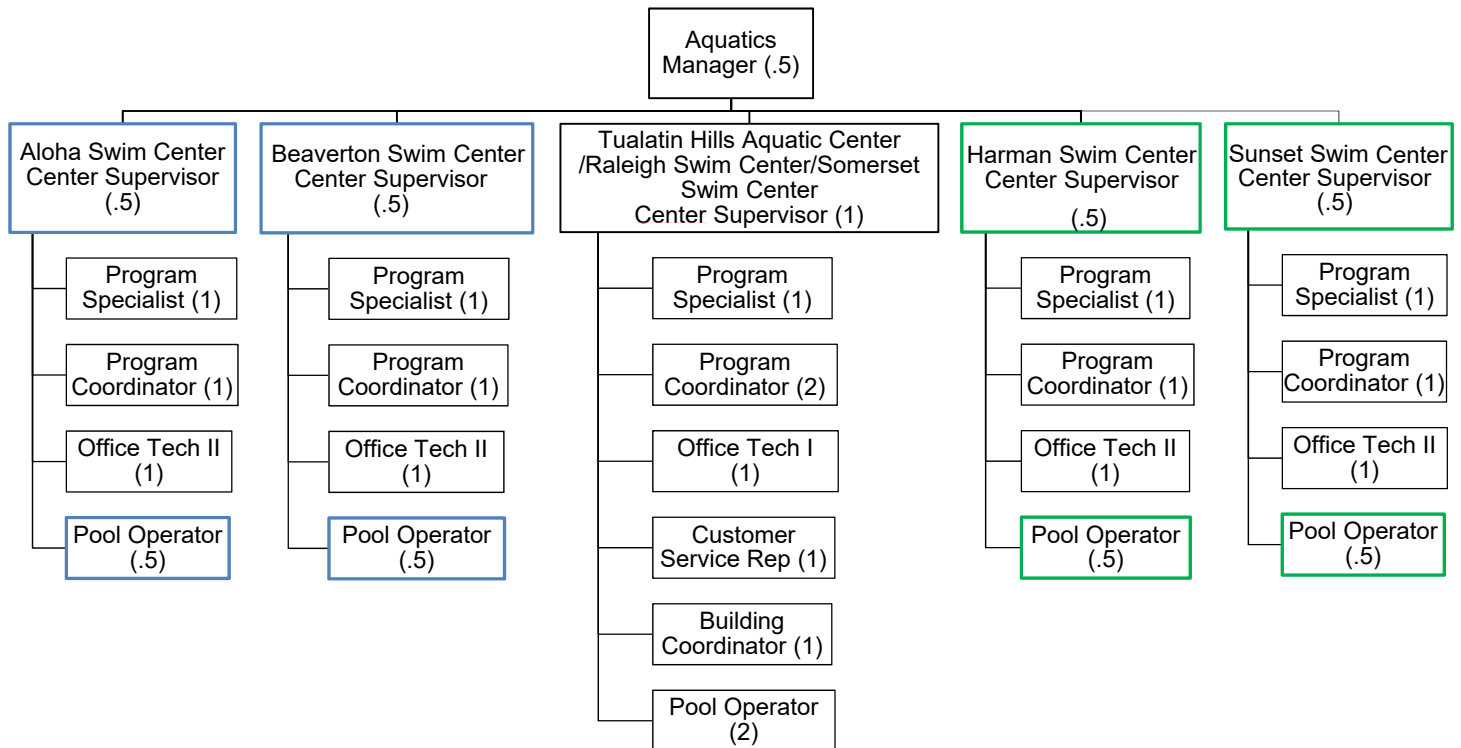 Aquatics
Manager (.5)
Aloha Swim Center
Center Supervisor
(.5)
Program
Specialist (1)
Program
Coordinator (1)
Office Tech II
(1)
Pool Operator
(.5)
Beaverton Swim Center
Center Supervisor
(.5)
Program
Specialist (1)
Program
Coordinator (1)
Office Tech II
(1)
Pool Operator
(.5)
Tualatin Hills Aquatic Center
/Raleigh Swim Center/Somerset
Swim Center
Center Supervisor (1)
Program
Specialist (1)
Program
Coordinator (2)
Office Tech I
(1)
Customer
Service Rep (1)
Building
Coordinator (1)
Pool Operator
(2)
Harman Swim Center
Center Supervisor
(.5)
Program
Specialist (1)
Program
Coordinator (1)
Office Tech II
(1)
Pool Operator
(.5)
Sunset Swim Center
Center Supervisor
(.5)
Program
Specialist (1)
Program
Coordinator (1)
Office Tech II
(1)
Pool Operator
(.5)